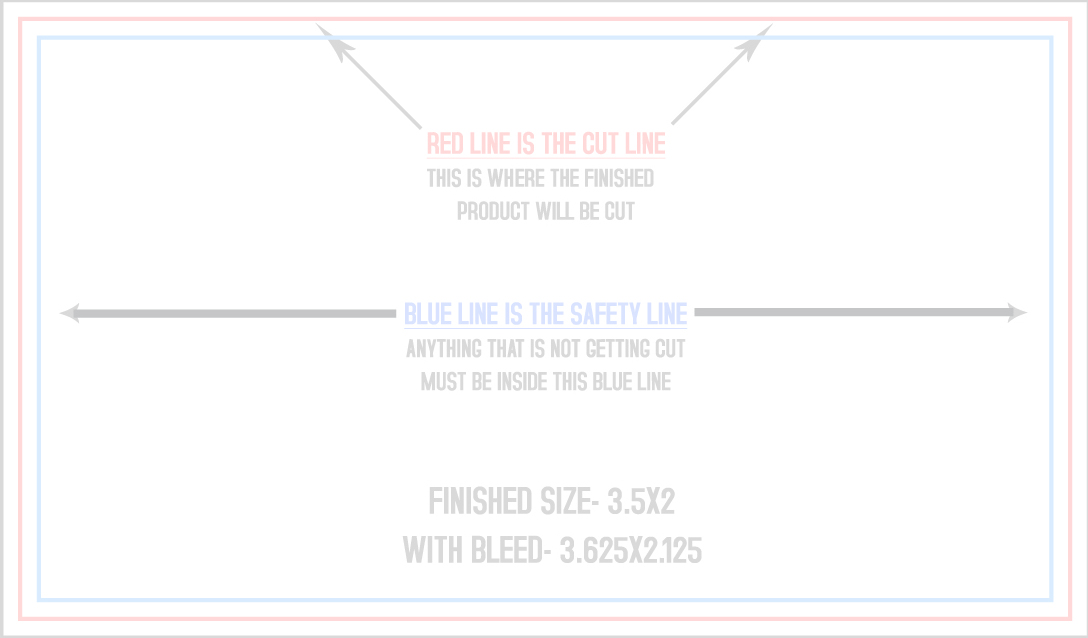 RED LINE IS THE CUT LINE
THIS IS WHERE THE FINISHED
PRODUCT WILL BE CUT
BLUE LINE IS THE SAFETY LINE
ANYTHING THAT IS NOT GETTING CUT
MUST BE INSIDE THIS BLUE LINE
FINISHED SIZE- 3.5X2
WITH BLEED- 3.625X2.125